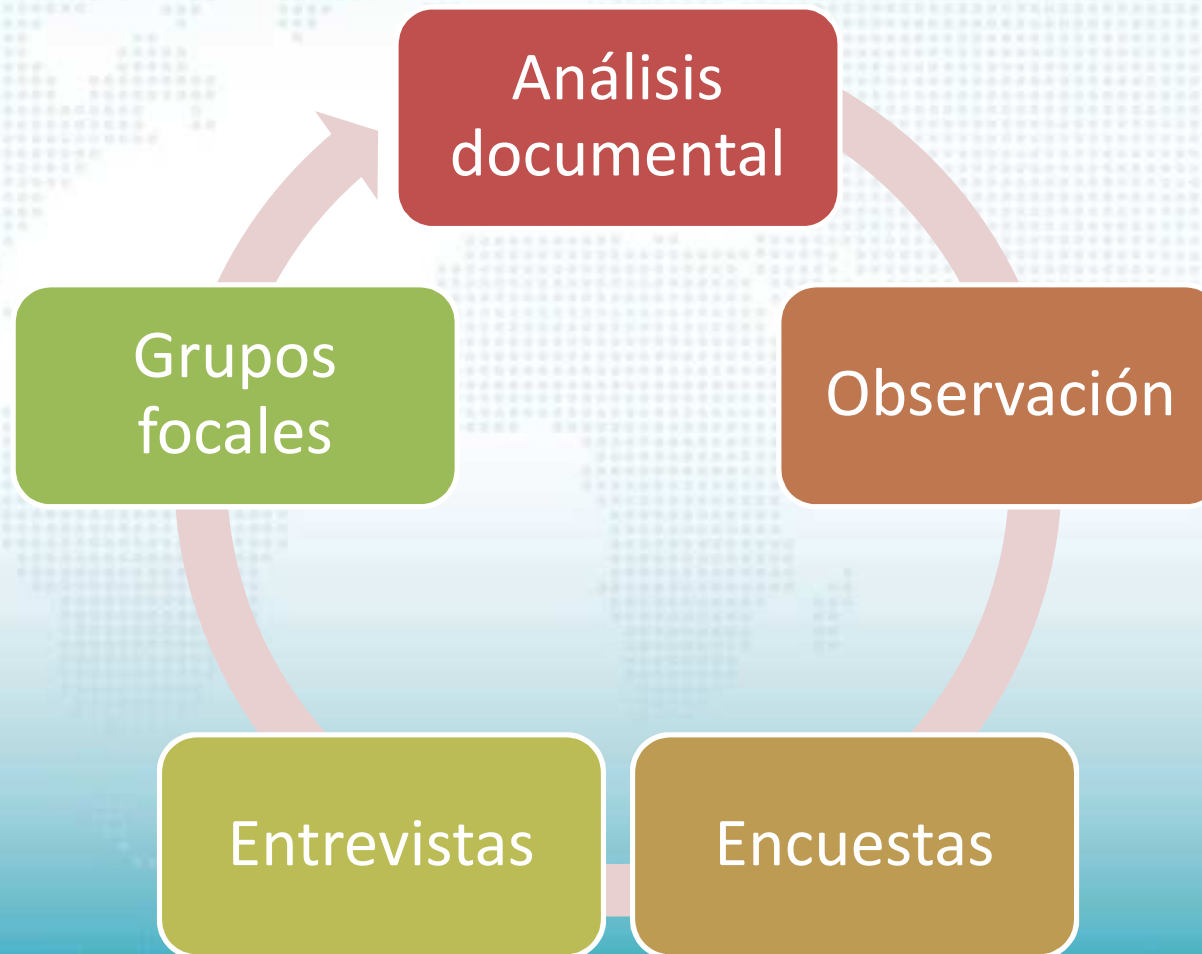 Análisis
documental
Observación
Encuestas
Entrevistas
Grupos
focales